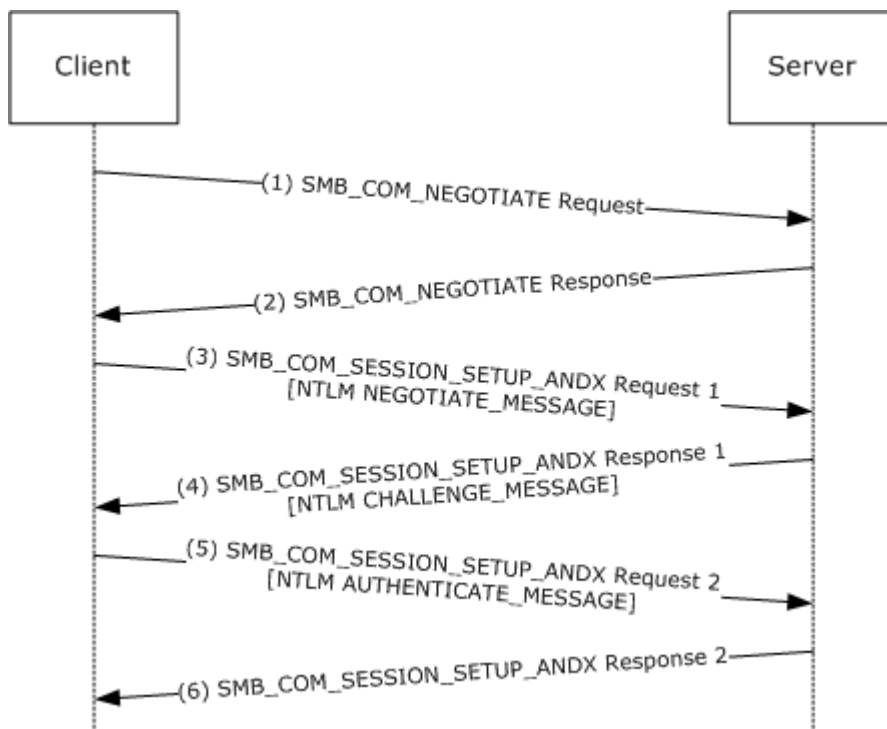 Client
Server
(1) SMB_COM_NEGOTIATE Request
(2) SMB_COM_NEGOTIATE Response
(3) SMB_COM_SESSION_SETUP_ANDX Request 1
[NTLM NEGOTIATE_MESSAGE]
(4) SMB_COM_SESSION_SETUP_ANDX Response 1
[NTLM CHALLENGE_MESSAGE]
(5) SMB_COM_SESSION_SETUP_ANDX Request 2
[NTLM AUTHENTICATE_MESSAGE]
(6) SMB_COM_SESSION_SETUP_ANDX Response 2